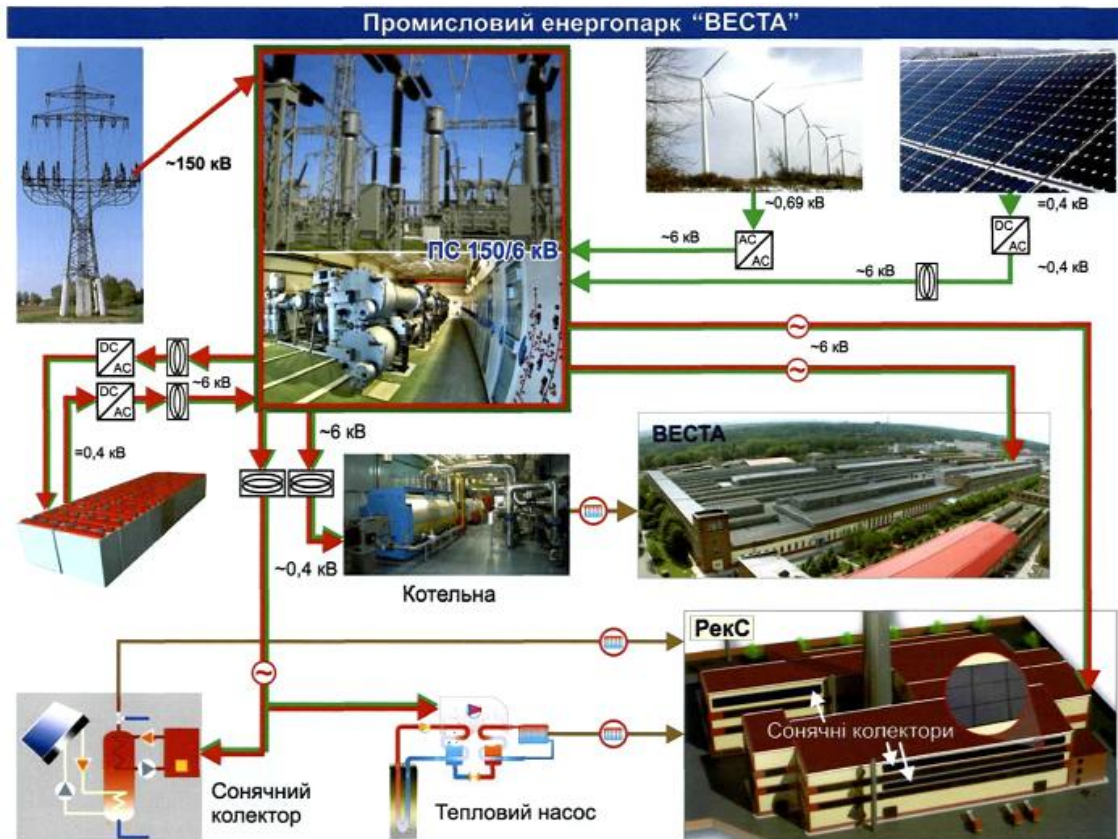 Промисловий енергопарк “ВЕСТА”
~150 кВ
ПС 150/6 кВ
~0,69 кВ
=0,4 кВ
AC
AC
~6 кВ
DC
AC
~0,4 кВ
~6 кВ
~
~6 кВ
~
DC
AC
DC
AC
~6 кВ
=0,4 кВ
~6 кВ
~0,4 кВ
Котельна
ВЕСТА
РекС
Сонячні колектори
~
Сонячний
колектор
Тепловий насос